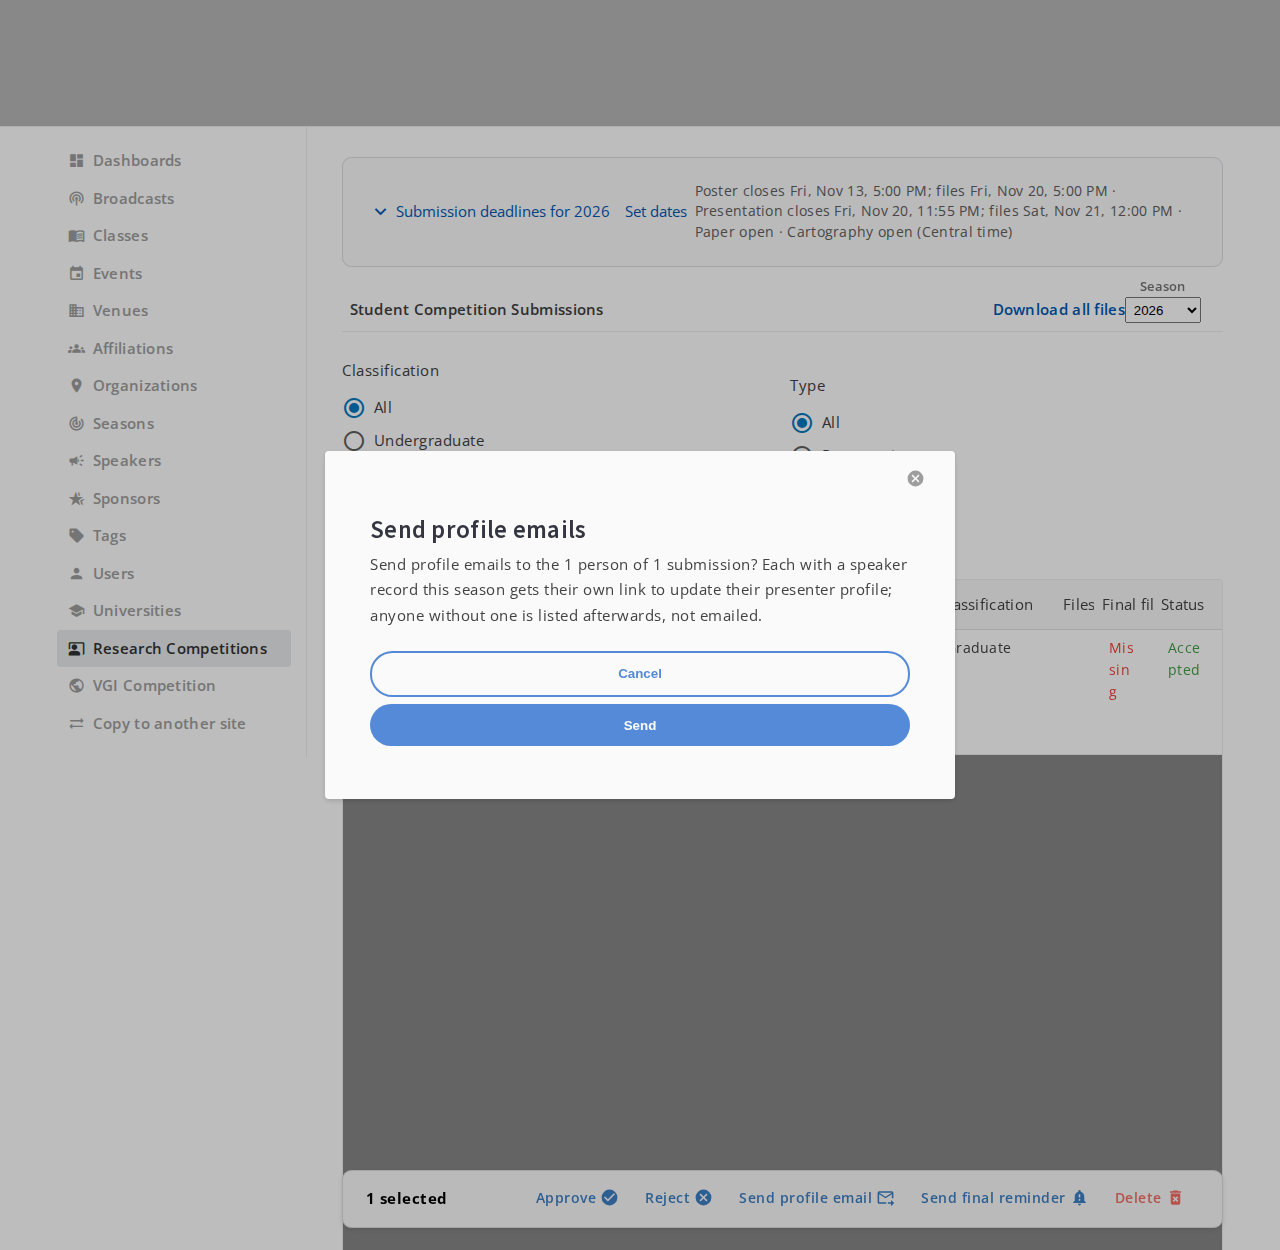 Dashboards
Broadcasts
Classes
Events
Venues
Affiliations
Organizations
Seasons
Speakers
Sponsors
Tags
Users
Universities
Research Competitions
VGI Competition
Copy to another site
Submission deadlines for 2026 Set dates
Poster closes Fri, Nov 13, 5:00 PM; files Fri, Nov 20, 5:00 PM ·
Presentation closes Fri, Nov 20, 11:55 PM; files Sat, Nov 21, 12:00 PM ·
Paper open · Cartography open (Central time)
Season
Student Competition Submissions
Download all files
2026
Classification
All
Undergraduate
Type
All
Send profile emails
Send profile emails to the 1 person of 1 submission? Each with a speaker
record this season gets their own link to update their presenter profile;
anyone without one is listed afterwards, not emailed.
Cancel
Send
assification Files Final fil Status
raduate
Mis
sin
g
Acce
pted
1 selected
Approve
Reject
Send profile email
Send final reminder
Delete